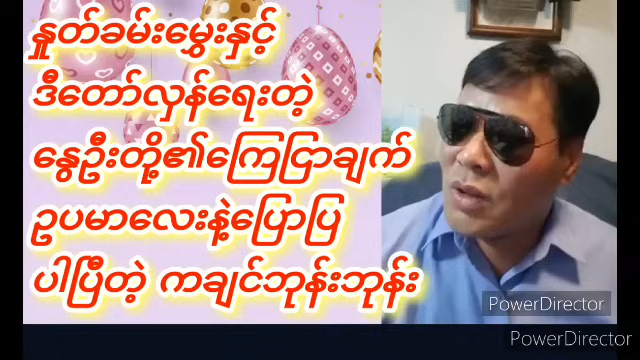 နှုတ်ခမ်းမွှေးနှင့်
ဒီတော်လှန်ရေးတဲ့
နွေဦးတို့၏ကြေငြာချက်
ဥပမာလေးနဲ့ပြောပြ
ပါပြီတဲ့ ကချင်ဘုန်းဘုန်း
PowerDirector
PowerDirector